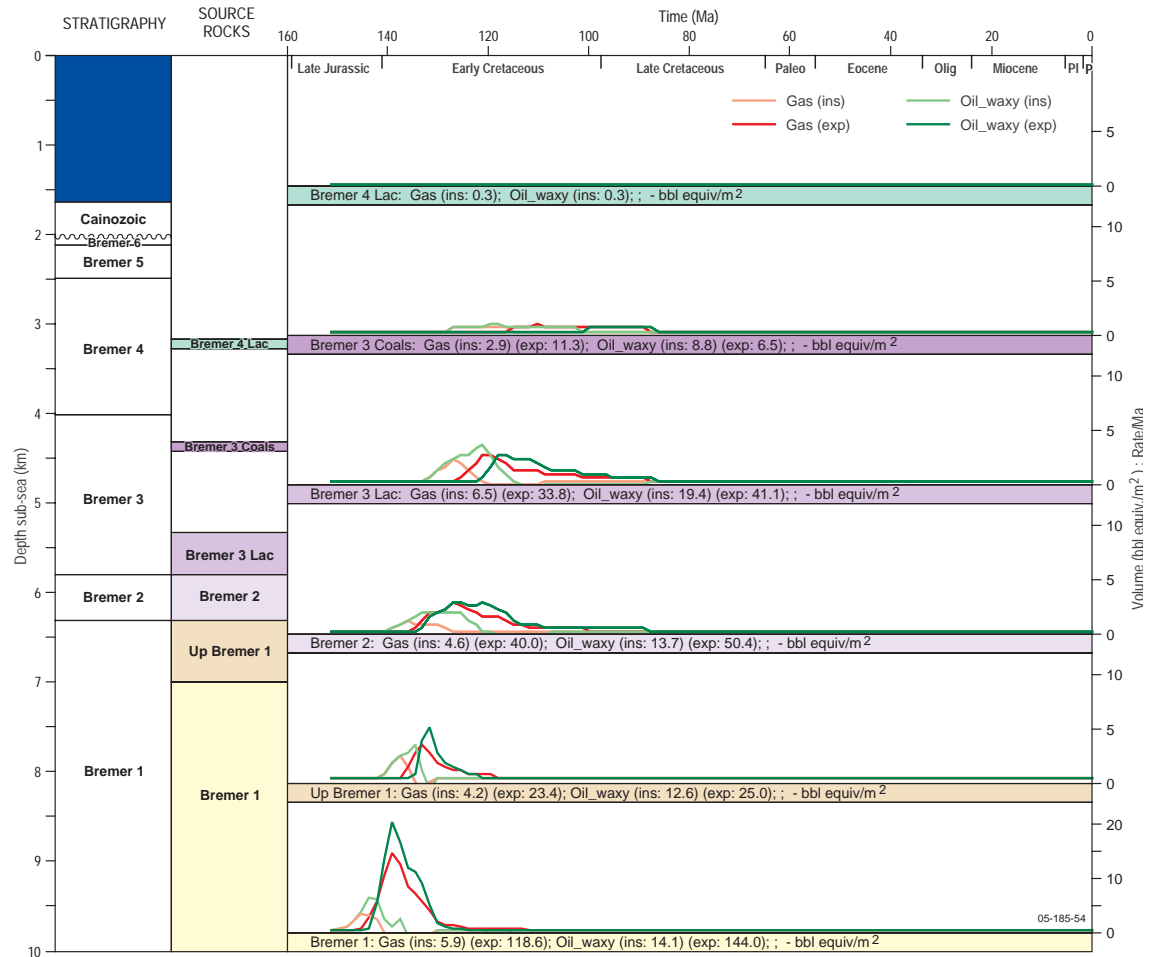 STRATIGRAPHY
SOURCE
ROCKS
Time (Ma)
160 140 120 100 80 60 40 20 0
Late Jurassic Early Cretaceous Late Cretaceous Paleo Eocene Olig Miocene Pl P
Gas (ins) Oil_waxy (ins)
Gas (exp) Oil_waxy (exp)
Depth sub-sea (km)
0
1
2
3
4
5
6
7
8
9
10
Cainozoic
Bremer 6
Bremer 5
Bremer 4
Bremer 3
Bremer 2
Bremer 1
Bremer 4 Lac
Bremer 3 Coals
Bremer 3 Lac
Bremer 2
Up Bremer 1
Bremer 1
Bremer 4 Lac: Gas (ins: 0.3); Oil_waxy (ins: 0.3); ; - bbl equiv/m2
Bremer 3 Coals: Gas (ins: 2.9) (exp: 11.3); Oil_waxy (ins: 8.8) (exp: 6.5); ; - bbl equiv/m2
Bremer 3 Lac: Gas (ins: 6.5) (exp: 33.8); Oil_waxy (ins: 19.4) (exp: 41.1); ; - bbl equiv/m2
Bremer 2: Gas (ins: 4.6) (exp: 40.0); Oil_waxy (ins: 13.7) (exp: 50.4); ; - bbl equiv/m2
Up Bremer 1: Gas (ins: 4.2) (exp: 23.4); Oil_waxy (ins: 12.6) (exp: 25.0); ; - bbl equiv/m2
Bremer 1: Gas (ins: 5.9) (exp: 118.6); Oil_waxy (ins: 14.1) (exp: 144.0); ; - bbl equiv/m2
5
0
10
5
0
10
5
0
10
5
0
10
5
0
20
10
0
Volume (bbl equiv./m2) : Rate/Ma
05-185-54